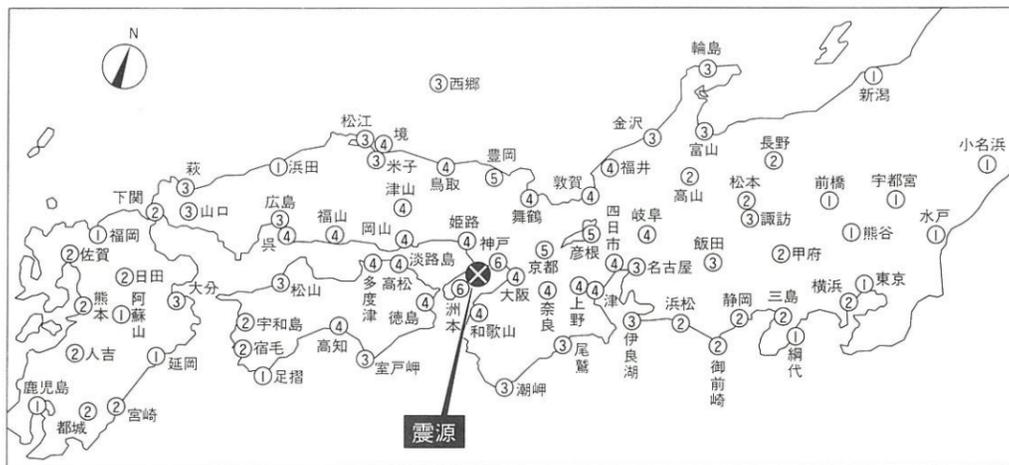 N
輪島
③
①
新潟
③西郷
金沢
③
③
富山
長野
②
小名浜
①
松江
③
境
④
③
米子
①浜田
萩
③
③山口
下関
②
鳥取
④
豊岡
⑤
津山
④
舞鶴
④
敦賀
④
④福井
②
高山
松本
②
③諏訪
前橋
①
宇都宮
①
水戸
①
①熊谷
広島
③
④
呉
福山
④
岡山
④
姫路
④
神戸
⑥
淡路島
⑥
洲本
④
大阪
⑤
京都
⑤
彦根
四日市
④
岐阜
④
③名古屋
飯田
③
②
甲府
東京
①
横浜
②
①
福岡
②
佐賀
①
日田
②
熊本
①
阿蘇山
③
大分
③
松山
④
多度津
④
高松
④
徳島
④
和歌山
④
奈良
④
上野
④
津
③
伊良湖
②
浜松
静岡
②
三島
②
①
網代
②
御前崎
②宇和島
②
宿毛
①足摺
④
高知
③
室戸岬
③
尾鷲
③
潮岬
②人吉
①
延岡
鹿児島
①
②
都城
②
宮崎
震源